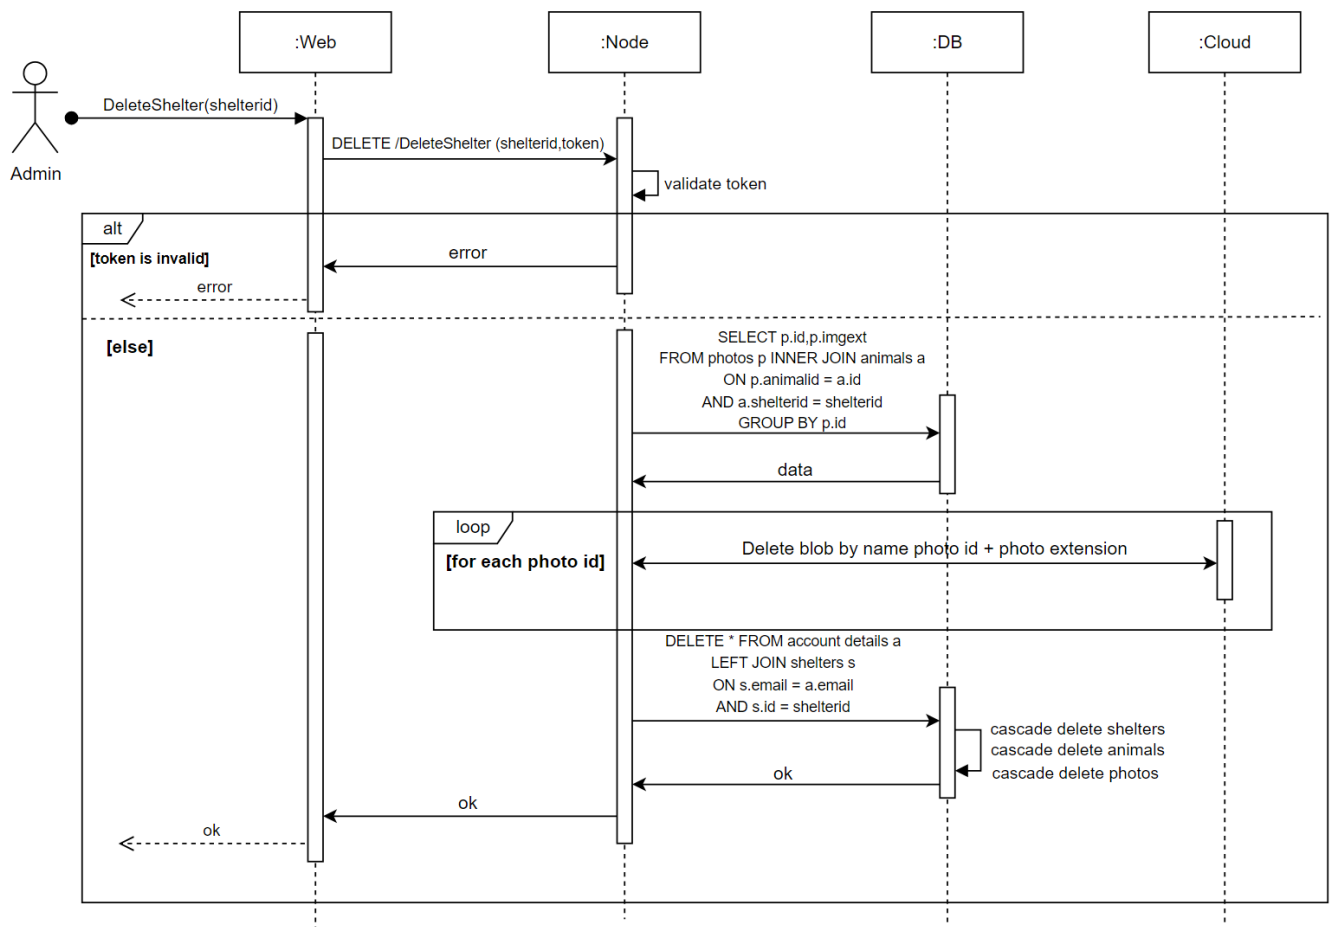 :Web
:Node
:DB
:Cloud
DeleteShelter(shelterid)
DELETE /DeleteShelter (shelterid,token)
Admin
validate token
alt
[token is invalid]
error
error
[else]
SELECT p.id,p.imgext
FROM photos p INNER JOIN animals a
ON p.animalid = a.id
AND a.shelterid = shelterid
GROUP BY p.id
data
loop
[for each photo id]
Delete blob by name photo id + photo extension
DELETE * FROM account details a
LEFT JOIN shelters s
ON s.email = a.email
AND s.id = shelterid
cascade delete shelters
cascade delete animals
cascade delete photos
ok
ok
ok